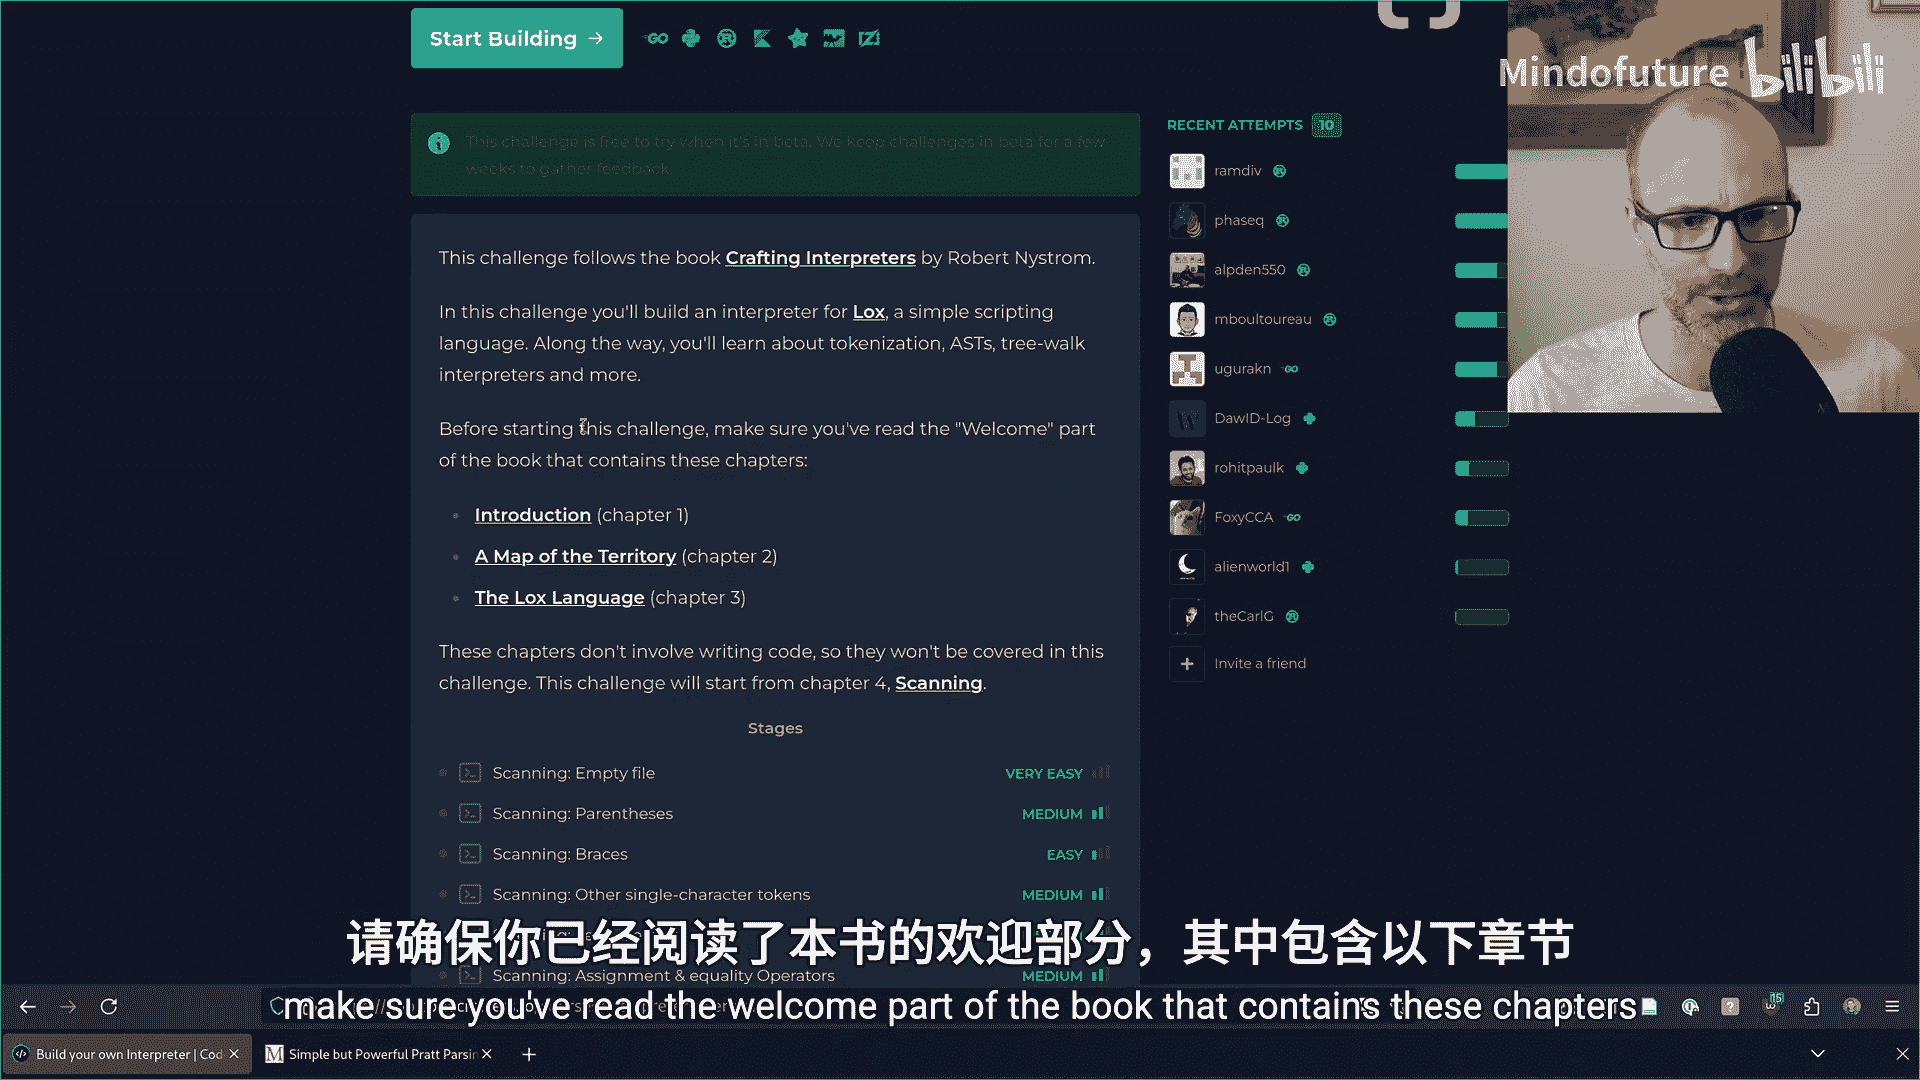 Start Building →
GO
Mindofuture bilibili
This challenge is free to try when it's in beta. We keep challenges in beta for a few
weeks to gather feedback.
This challenge follows the book Crafting Interpreters by Robert Nystrom.
In this challenge you'll build an interpreter for Lox, a simple scripting
language. Along the way, you'll learn about tokenization, ASTs, tree-walk
interpreters and more.
Before starting this challenge, make sure you've read the "Welcome" part
of the book that contains these chapters:
Introduction (chapter 1)
A Map of the Territory (chapter 2)
The Lox Language (chapter 3)
These chapters don't involve writing code, so they won't be covered in this
challenge. This challenge will start from chapter 4, Scanning.
Stages
Scanning: Empty file VERY EASY
Scanning: Parentheses MEDIUM
Scanning: Braces EASY
Scanning: Other single-character tokens MEDIUM
Scanning: Assignment & equality Operators MEDIUM
RECENT ATTEMPTS 10
ramdiv
phaseq
alpden550
mboultoureau
ugurakn GO
DawID-Log
rohitpaulk
FoxyCCA GO
alienworld1
theCarlG
+ Invite a friend
请确保你已经阅读了本书的欢迎部分，其中包含以下章节
make sure you've read the welcome part of the book that contains these chapters
15
Build your own Interpreter | Cod
Simple but Powerful Pratt Parsin